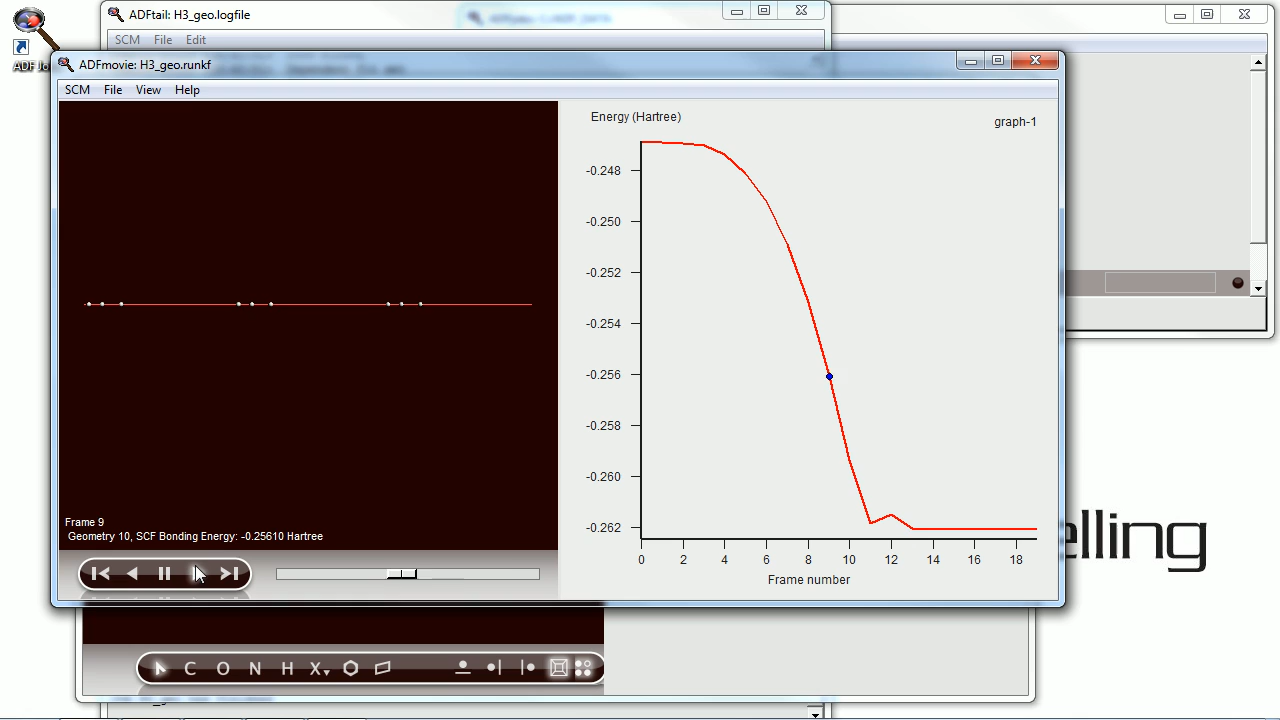 ADFtail: H3_geo.logfile
SCM File Edit
ADF Jo
ADFmovie: H3_geo.runkf
SCM File View Help
Energy (Hartree)
graph-1
-0.248
-0.250
-0.252
-0.254
-0.256
-0.258
-0.260
-0.262
0 2 4 6 8 10 12 14 16 18
Frame number
Frame 9
Geometry 10, SCF Bonding Energy: -0.25610 Hartree
elling
C O N H X